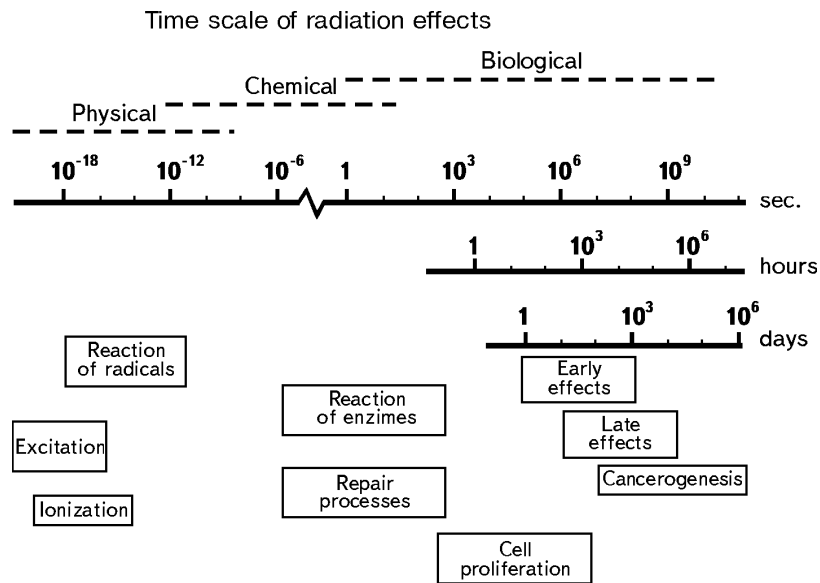 Time scale of radiation effects
Biological
Chemical
Physical
10⁻¹⁸ 10⁻¹² 10⁻⁶ 1 10³ 10⁶ 10⁹
sec.
1 10³ 10⁶
hours
1 10³ 10⁶
days
Reaction
of radicals
Early
effects
Reaction
of enzimes
Late
effects
Excitation
Repair
processes
Cancerogenesis
Ionization
Cell
proliferation